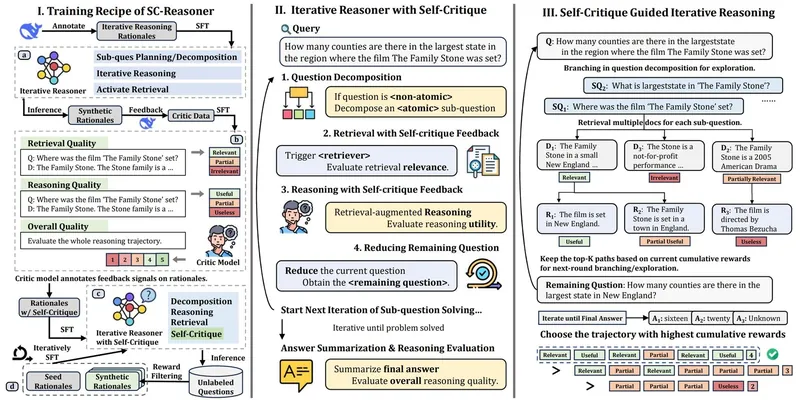 I. Training Recipe of SC-Reasoner
Annotate
Iterative Reasoning
Rationales
SFT
a
Iterative Reasoner
Sub-ques Planning/Decomposition
Iterative Reasoning
Activate Retrieval
Inference
Synthetic
Rationales
Feedback
Critic Data
SFT
Retrieval Quality
b
Q: Where was the film 'The Family Stone' set?
D: The Family Stone. The Stone family is a ...
Relevant
Partial
Irrelevant
Reasoning Quality
Q: Where was the film 'The Family Stone' set?
D: The Family Stone. The Stone family is a ...
Useful
Partial
Useless
Overall Quality
Evaluate the whole reasoning trajectory.
1 2 3 4 5
Critic Model
Critic model annotates feedback signals on rationales.
Rationales
w/ Self-Critique
c
SFT
Iterative Reasoner
with Self-Critique
Decomposition
Reasoning
Retrieval
Self-Critique
Iteratively
SFT
Inference
d
Seed
Rationales
Synthetic
Rationales
Reward
Filtering
Unlabeled
Questions
II. Iterative Reasoner with Self-Critique
Query
How many counties are there in the largest state in
the region where the film The Family Stone was set?
1. Question Decomposition
If question is <non-atomic>
Decompose an <atomic> sub-question
2. Retrieval with Self-critique Feedback
Trigger <retriever>
Evaluate retrieval relevance.
3. Reasoning with Self-critique Feedback
Retrieval-augmented Reasoning
Evaluate reasoning utility.
4. Reducing Remaining Question
Reduce the current question
Obtain the <remaining question>.
Start Next Iteration of Sub-question Solving...
Iterative until problem solved
Answer Summarization & Reasoning Evaluation
A
Summarize final answer
Evaluate overall reasoning quality.
III. Self-Critique Guided Iterative Reasoning
Q: How many counties are there in the largeststate
in the region where the film The Family Stone was set?
Branching in question decomposition for exploration.
SQ2: What is largeststate in 'The Family Stone'?
SQ1: Where was the film 'The Family Stone' set?
......
Retrieval multiple docs for each sub-question.
D1: The Family
Stone in a small
New England ...
D3: The Stone is a
not-for-profit
performance ...
D2: The Family
Stone is a 2005
American Drama
Relevant
Irrelevant
Partially Relevant
R1: The film is set
in New England.
R2: The Family
Stone is set in a
town in England.
R3: The film is
directed by
Thomas Bezucha
Useful
Partial Useful
Useless
Keep the top-K paths based on current cumulative rewards
for next-round branching/exploration.
Remaining Qustion: How many counties are there in the
largest state in New England?
Iterate until Final Answer
A1: sixteen
A2: twenty
A3: Unknown
Choose the trajectory with highest cumulative rewards
Relevant Useful Relevant Partial Relevant Useful 4
> Relevant Partial Relevant Partial Partial Partial 3
> Partial Partial Partial Useless 2